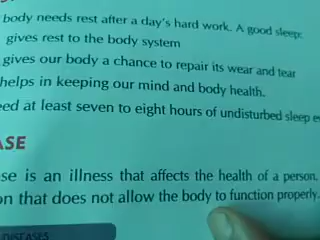 body needs rest after a day's hard work. A good sleep:
gives rest to the body system
gives our body a chance to repair its wear and tear
helps in keeping our mind and body health.
eed at least seven to eight hours of undisturbed sleep e
ASE
se is an illness that affects the health of a person.
on that does not allow the body to function properly.
DISEASES